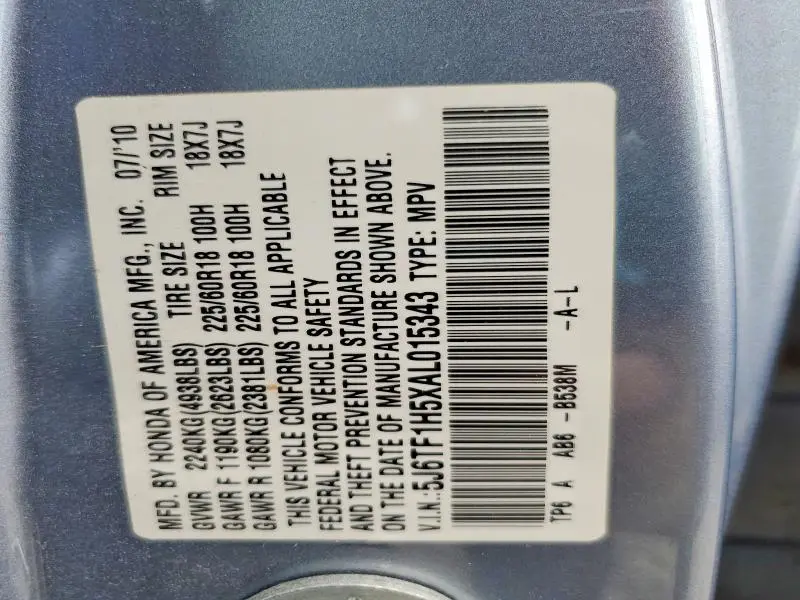 MFD. BY HONDA OF AMERICA MFG., INC. 07/'10
GVWR 2240KG(4938LBS) TIRE SIZE RIM SIZE
GAWR F 1190KG(2623LBS) 225/60R18 100H 18X7J
GAWR R 1080KG(2381LBS) 225/60R18 100H 18X7J
THIS VEHICLE CONFORMS TO ALL APPLICABLE
FEDERAL MOTOR VEHICLE SAFETY
AND THEFT PREVENTION STANDARDS IN EFFECT
ON THE DATE OF MANUFACTURE SHOWN ABOVE.
V.I.N.:5J6TF1H5XAL015343 TYPE: MPV
TP6 A AB6 -B538M -A-L